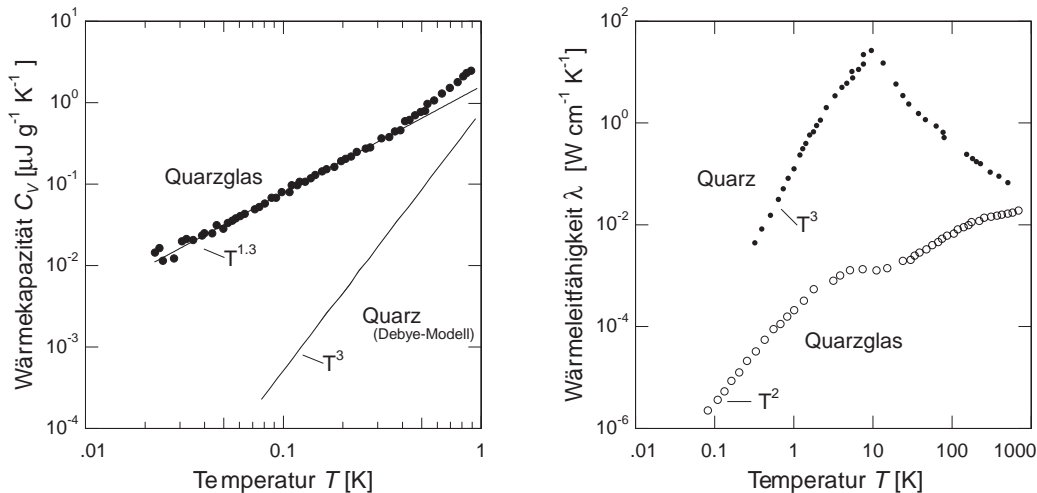 10¹
10⁰
10⁻¹
10⁻²
10⁻³
10⁻⁴
Wärmekapazität C_V [µJ g⁻¹ K⁻¹]
Quarzglas
T¹·³
Quarz
(Debye-Modell)
T³
.01
0.1
1
Temperatur T [K]
10²
10⁰
10⁻²
10⁻⁴
10⁻⁶
Wärmeleitfähigkeit λ [W cm⁻¹ K⁻¹]
Quarz
T³
Quarzglas
T²
.01
0.1
1
10
100
1000
Temperatur T [K]